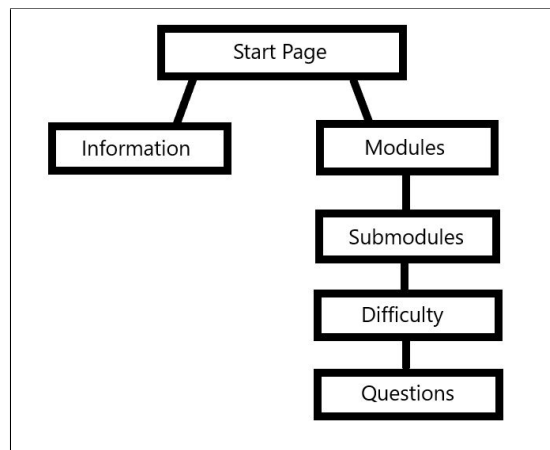 Start Page
Information
Modules
Submodules
Difficulty
Questions